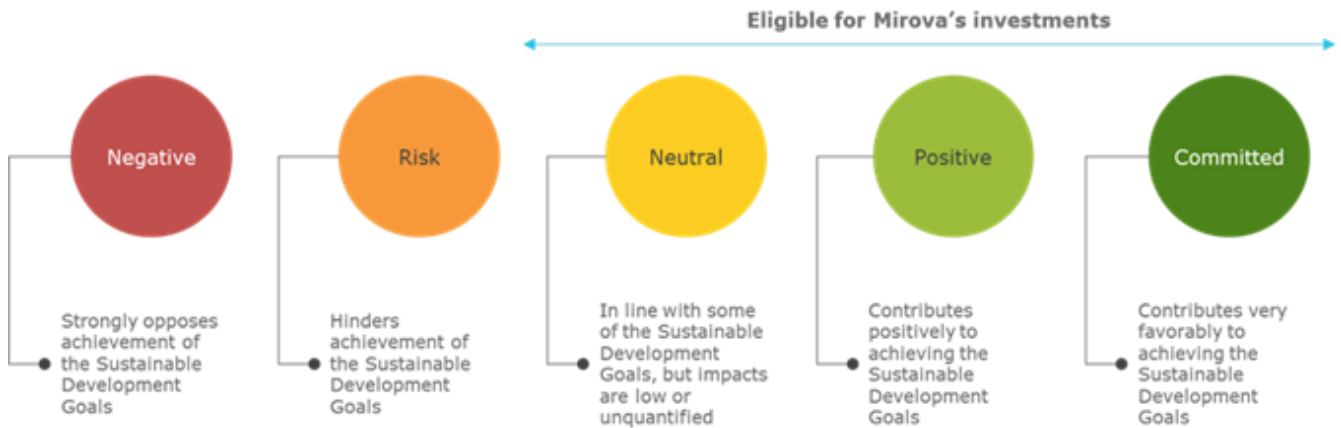 Eligible for Mirova's investments
Negative
Risk
Neutral
Positive
Committed
Strongly opposes
achievement of
the Sustainable
Development
Goals
Hinders
achievement of
the Sustainable
Development
Goals
In line with some
of the Sustainable
Development
Goals, but impacts
are low or
unquantified
Contributes
positively to
achieving the
Sustainable
Development
Goals
Contributes very
favorably to
achieving the
Sustainable
Development
Goals